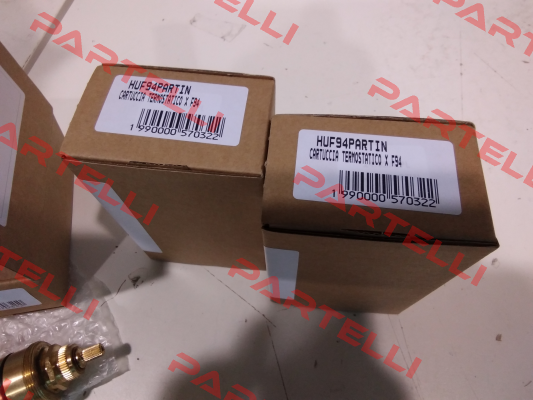 HUF94PARTIN
CARTUCCIA TERMOSTATICO X F94
1 990000 570322
HUF94PARTIN
CARTUCCIA TERMOSTATICO X F94
1 990000 570322
PARTELLI
PARTELLI
PARTELLI
PARTELLI
PARTELLI